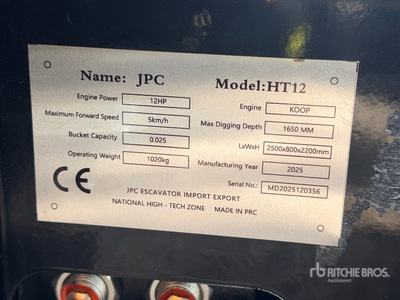 Name: JPC Model:HT12
Engine Power 12HP Engine KOOP
Maximum Forward Speed 5km/h Max Digging Depth 1650 MM
Bucket Capacity 0.025 LxWxH 2500x800x2200mm
Operating Weight 1020kg Manufacturing Year 2025
CE Serial No.: MD2025120356
JPC ESCAVATOR IMPORT EXPORT
NATIONAL HIGH - TECH ZONE MADE IN PRC
rb RITCHIE BROS.
Auctioneers